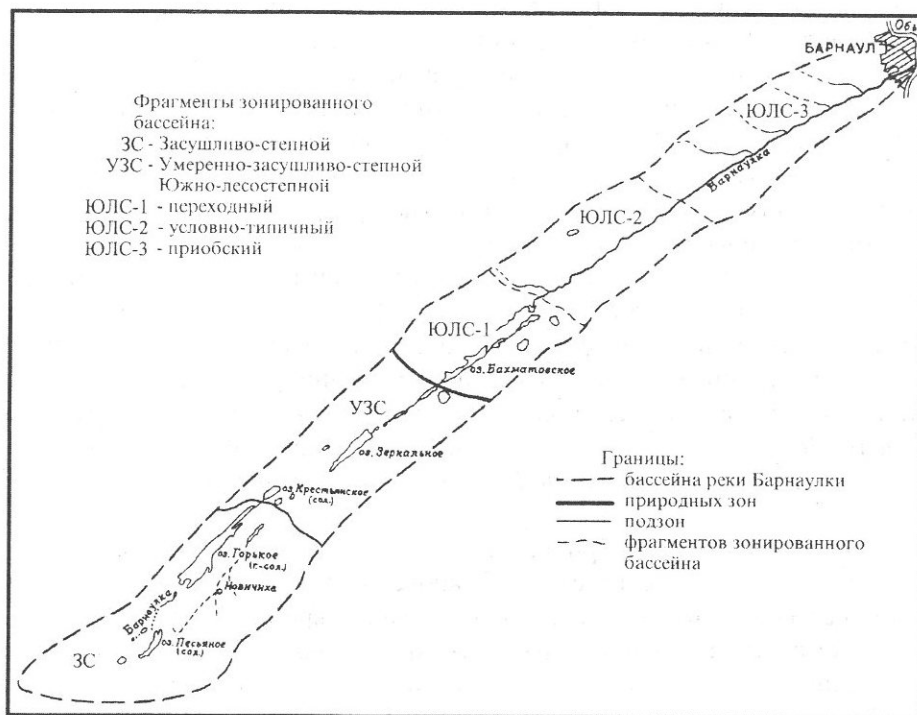 Обь
БАРНАУЛ
Фрагменты зонированного
бассейна:
ЗС - Засушливо-степной
УЗС - Умеренно-засушливо-степной
Южно-лесостепной
ЮЛС-1 - переходный
ЮЛС-2 - условно-типичный
ЮЛС-3 - приобский
ЮЛС-3
Барнаулка
ЮЛС-2
ЮЛС-1
оз. Бахматовское
УЗС
оз. Зеркальное
Границы:
бассейна реки Барнаулки
природных зон
подзон
фрагментов зонированного
бассейна
оз. Крестьянское
(сол.)
оз. Горькое
(г.-сол.)
Новичиха
Барнаулка
оз. Песьяное
(сол.)
ЗС